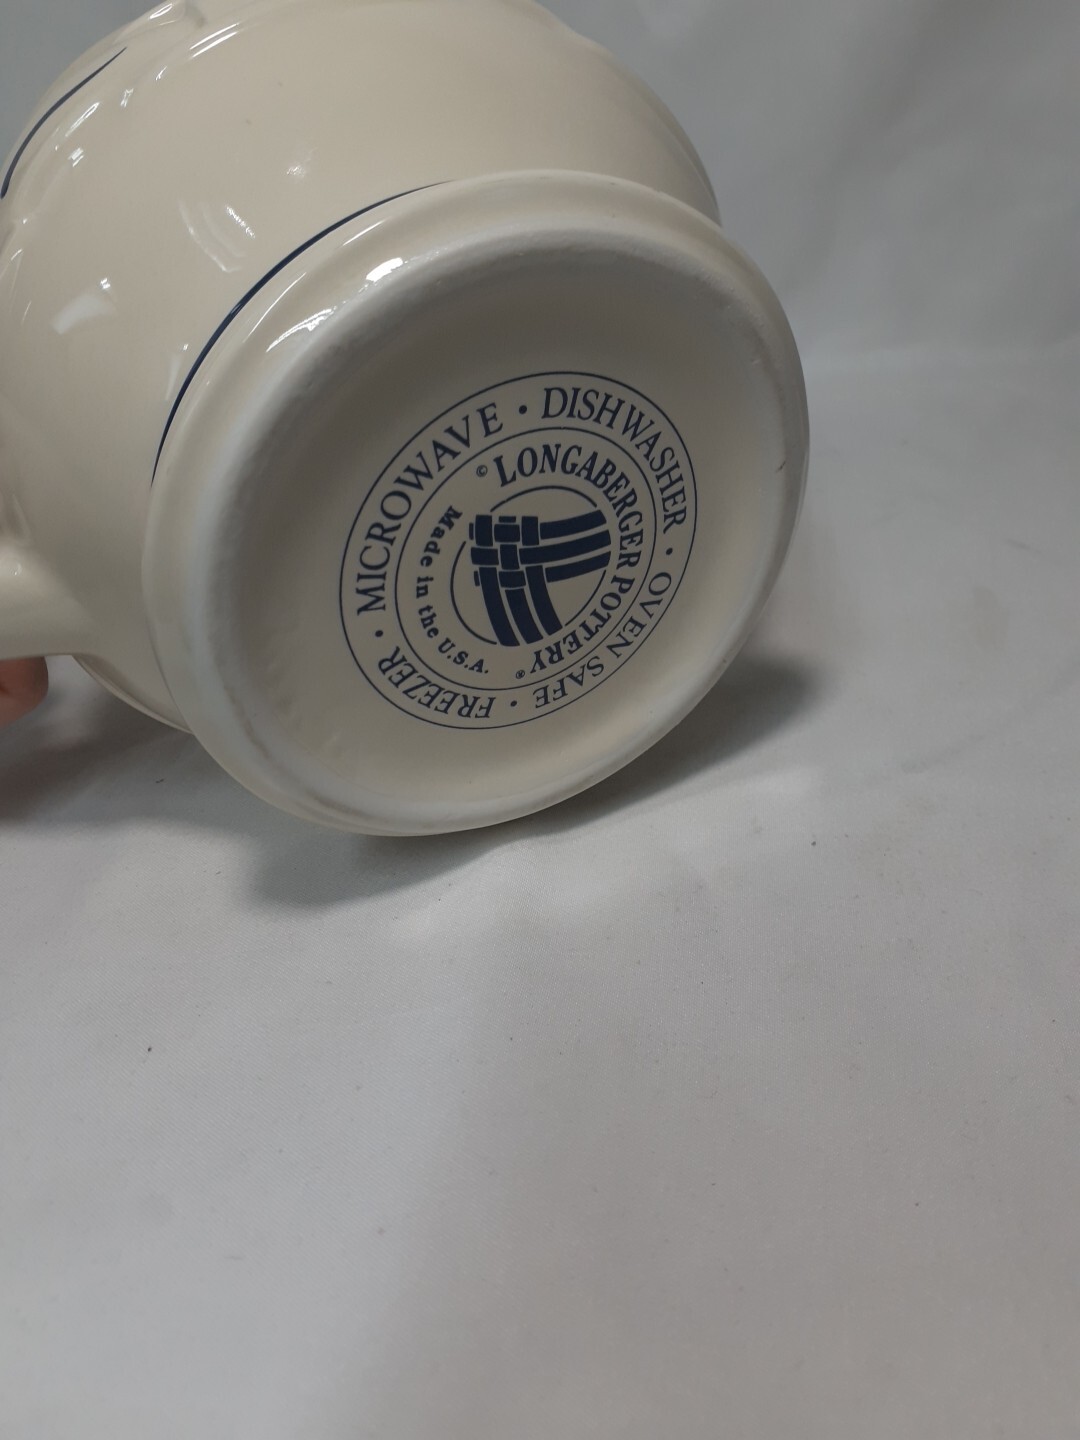 MICROWAVE · DISHWASHER · OVEN SAFE · FREEZER ·
© LONGABERGER POTTERY ®
Made in the U.S.A.